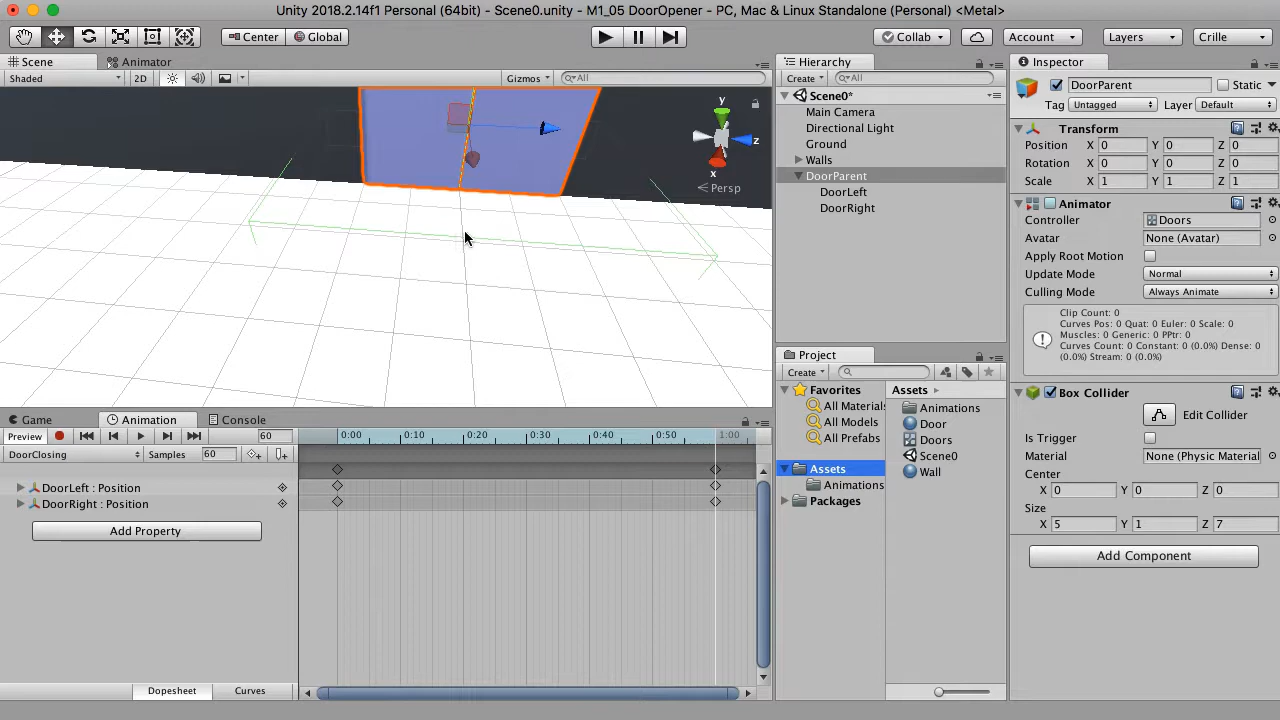 Unity 2018.2.14f1 Personal (64bit) - Scene0.unity - M1_05 DoorOpener - PC, Mac & Linux Standalone (Personal) <Metal>
Center Global Collab Account Layers Crille
Scene Animator
Shaded 2D Gizmos All
y
z
x
Persp
Hierarchy
Create All
Scene0*
Main Camera
Directional Light
Ground
Walls
DoorParent
DoorLeft
DoorRight
Inspector
DoorParent Static
Tag Untagged Layer Default
Transform
Position X 0 Y 0 Z 0
Rotation X 0 Y 0 Z 0
Scale X 1 Y 1 Z 1
Animator
Controller Doors
Avatar None (Avatar)
Apply Root Motion
Update Mode Normal
Culling Mode Always Animate
Clip Count: 0
Curves Pos: 0 Quat: 0 Euler: 0 Scale: 0
Muscles: 0 Generic: 0 PPtr: 0
Curves Count: 0 Constant: 0 (0.0%) Dense: 0
(0.0%) Stream: 0 (0.0%)
Box Collider
Edit Collider
Is Trigger
Material None (Physic Material
Center
X 0 Y 0 Z 0
Size
X 5 Y 1 Z 7
Add Component
Project
Create
Favorites
All Materials
All Models
All Prefabs
Assets
Animations
Packages
Assets
Animations
Door
Doors
Scene0
Wall
Game Animation Console
Preview 60
0:00 0:10 0:20 0:30 0:40 0:50 1:00
DoorClosing Samples 60
DoorLeft : Position
DoorRight : Position
Add Property
Dopesheet Curves